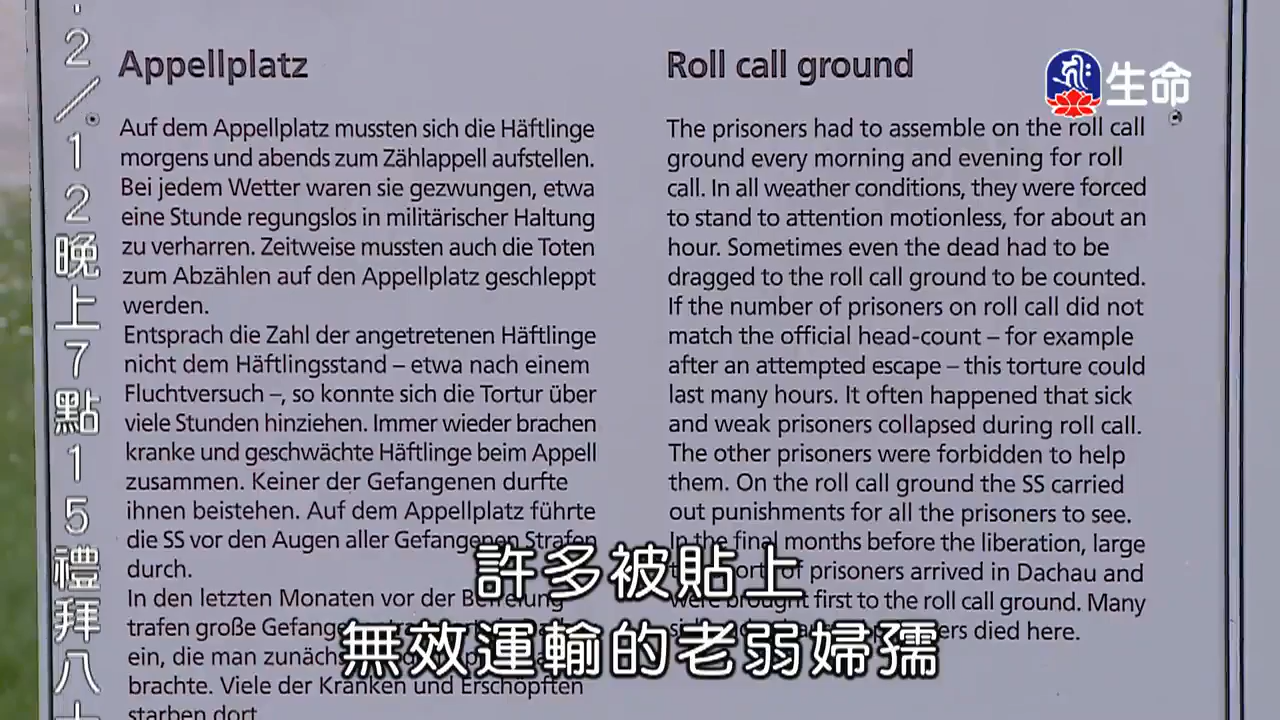 Appellplatz
Auf dem Appellplatz mussten sich die Häftlinge
morgens und abends zum Zählappell aufstellen.
Bei jedem Wetter waren sie gezwungen, etwa
eine Stunde regungslos in militärischer Haltung
zu verharren. Zeitweise mussten auch die Toten
zum Abzählen auf den Appellplatz geschleppt
werden.
Entsprach die Zahl der angetretenen Häftlinge
nicht dem Häftlingsstand – etwa nach einem
Fluchtversuch –, so konnte sich die Tortur über
viele Stunden hinziehen. Immer wieder brachen
kranke und geschwächte Häftlinge beim Appell
zusammen. Keiner der Gefangenen durfte
ihnen beistehen. Auf dem Appellplatz führte
die SS vor den Augen aller Gefangenen Strafen
durch.
In den letzten Monaten vor der Befreiung
trafen große
ein, die man zunächst
brachte. Viele der Kranken und Erschöpften
starben dort
Roll call ground
The prisoners had to assemble on the roll call
ground every morning and evening for roll
call. In all weather conditions, they were forced
to stand to attention motionless, for about an
hour. Sometimes even the dead had to be
dragged to the roll call ground to be counted.
If the number of prisoners on roll call did not
match the official head-count – for example
after an attempted escape – this torture could
last many hours. It often happened that sick
and weak prisoners collapsed during roll call.
The other prisoners were forbidden to help
them. On the roll call ground the SS carried
out punishments for all the prisoners to see.
In the final months before the liberation, large
of prisoners arrived in Dachau and
were brought first to the roll call ground. Many
died here.
生命
2/12晚上7點15禮拜八
許多被貼上
無效運輸的老弱婦孺